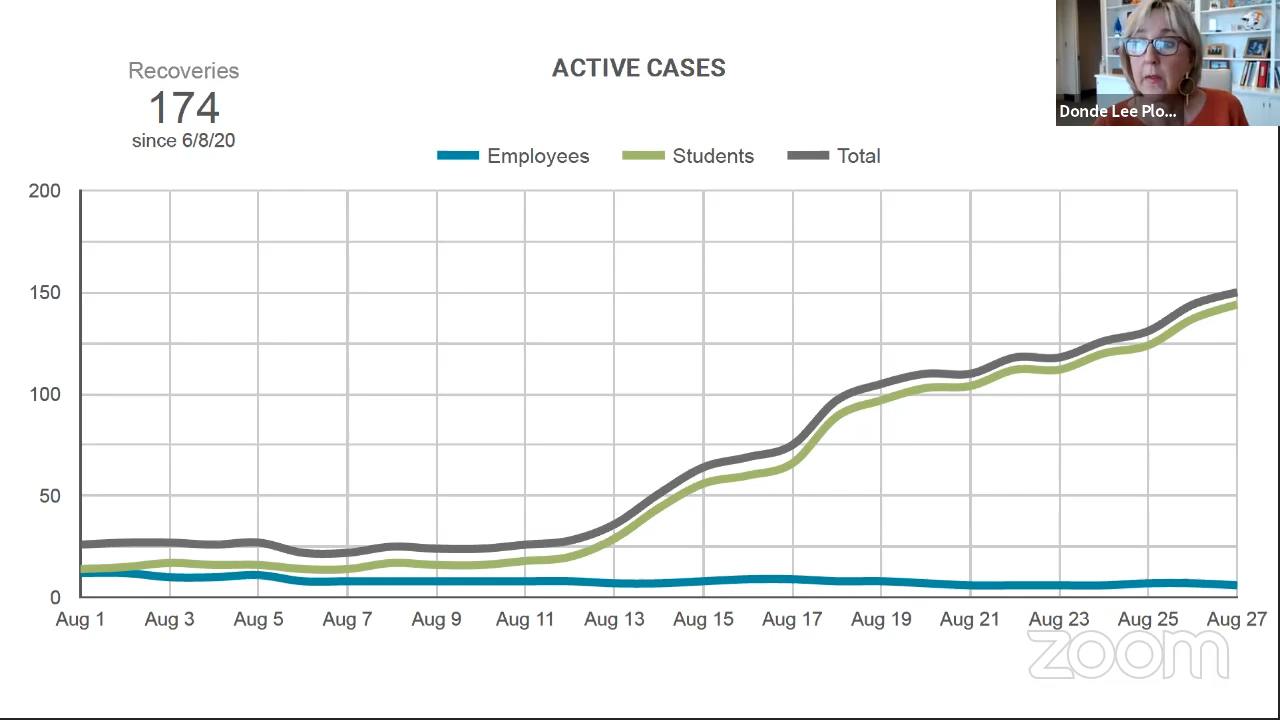 Recoveries
174
since 6/8/20
ACTIVE CASES
Donde Lee Plo...
Employees
Students
Total
200
150
100
50
0
Aug 1
Aug 3
Aug 5
Aug 7
Aug 9
Aug 11
Aug 13
Aug 15
Aug 17
Aug 19
Aug 21
Aug 23
Aug 25
Aug 27
zoom